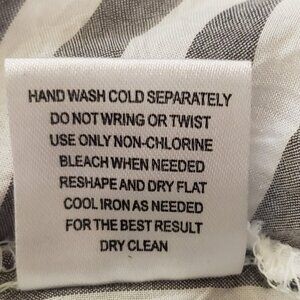 HAND WASH COLD SEPARATELY
DO NOT WRING OR TWIST
USE ONLY NON-CHLORINE
BLEACH WHEN NEEDED
RESHAPE AND DRY FLAT
COOL IRON AS NEEDED
FOR THE BEST RESULT
DRY CLEAN